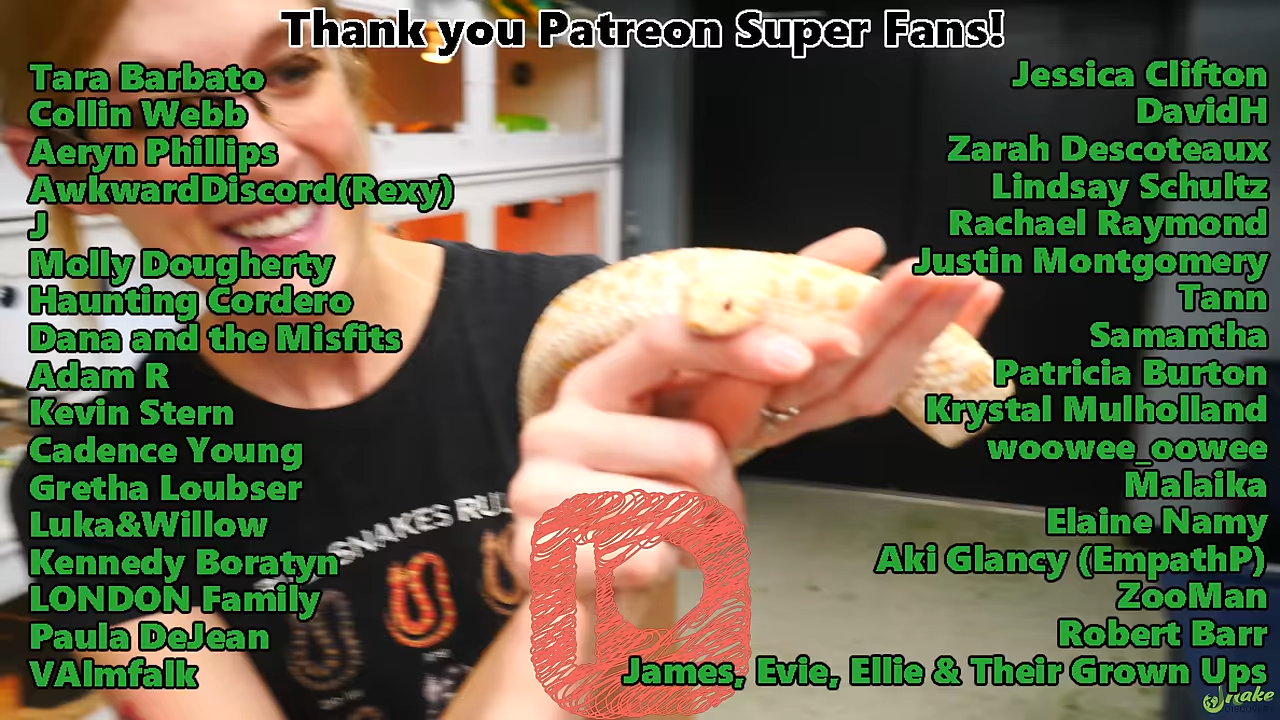 Thank you Patreon Super Fans!
Tara Barbato
Collin Webb
Aeryn Phillips
AwkwardDiscord(Rexy)
J
Molly Dougherty
Haunting Cordero
Dana and the Misfits
Adam R
Kevin Stern
Cadence Young
Gretha Loubser
Luka&Willow
Kennedy Boratyn
LONDON Family
Paula DeJean
VAlmfalk
Jessica Clifton
DavidH
Zarah Descoteaux
Lindsay Schultz
Rachael Raymond
Justin Montgomery
Tann
Samantha
Patricia Burton
Krystal Mulholland
woowee_oowee
Malaika
Elaine Namy
Aki Glancy (EmpathP)
ZooMan
Robert Barr
James, Evie, Ellie & Their Grown Ups
SNAKES
Snake